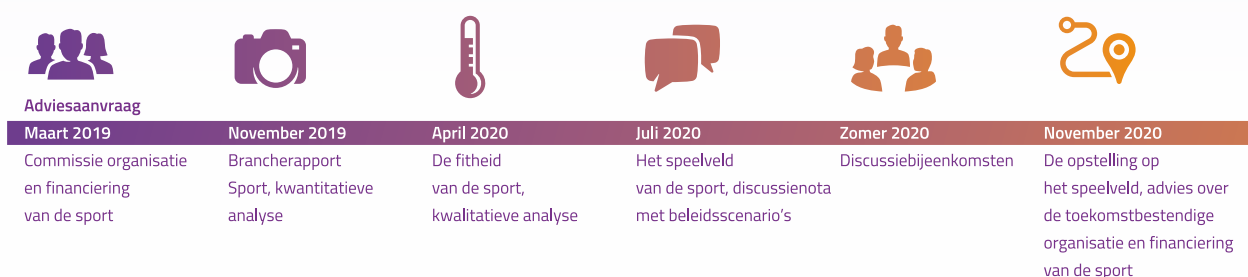 Adviesaanvraag
Maart 2019
Commissie organisatie
en financiering
van de sport
November 2019
Brancherapport
Sport, kwantitatieve
analyse
April 2020
De fitheid
van de sport,
kwalitatieve analyse
Juli 2020
Het speelveld
van de sport, discussienota
met beleidsscenario's
Zomer 2020
Discussiebijeenkomsten
November 2020
De opstelling op
het speelveld, advies over
de toekomstbestendige
organisatie en financiering
van de sport